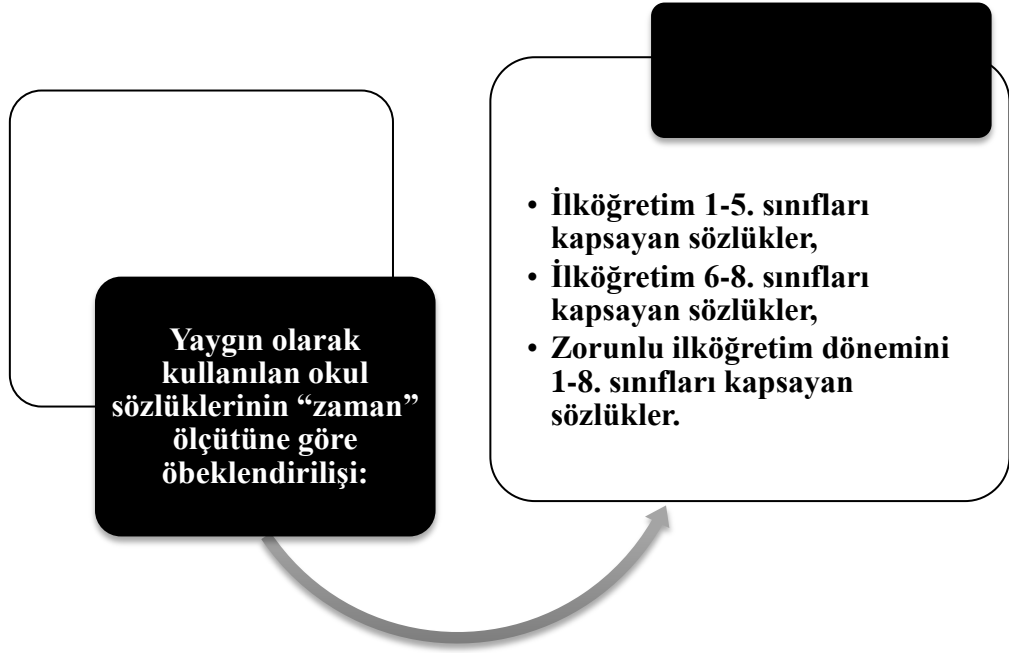 Yaygın olarak
kullanılan okul
sözlüklerinin “zaman”
ölçütüne göre
öbeklendirilişi:
• İlköğretim 1-5. sınıfları
kapsayan sözlükler,
• İlköğretim 6-8. sınıfları
kapsayan sözlükler,
• Zorunlu ilköğretim dönemini
1-8. sınıfları kapsayan
sözlükler.